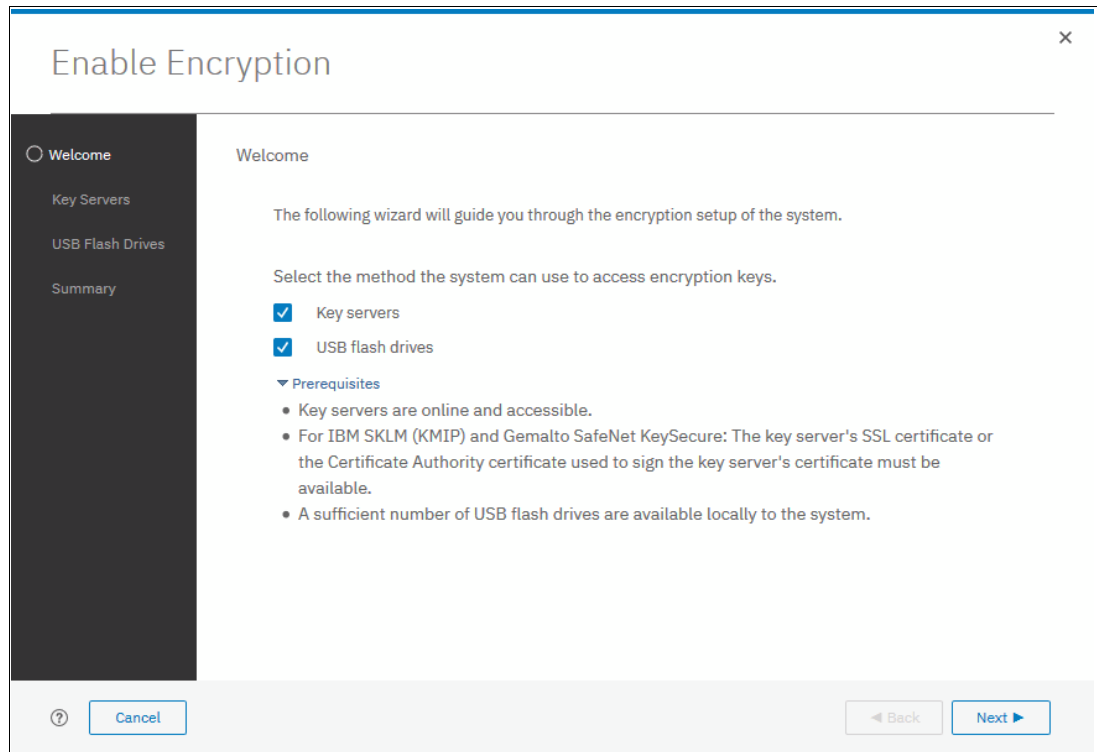 Enable Encryption
Welcome
Key Servers
USB Flash Drives
Summary
Welcome
The following wizard will guide you through the encryption setup of the system.
Select the method the system can use to access encryption keys.
Key servers
USB flash drives
Prerequisites
• Key servers are online and accessible.
• For IBM SKLM (KMIP) and Gemalto SafeNet KeySecure: The key server's SSL certificate or
the Certificate Authority certificate used to sign the key server's certificate must be
available.
• A sufficient number of USB flash drives are available locally to the system.
?
Cancel
Back
Next